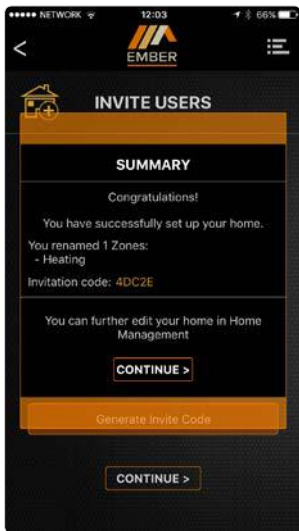 ●●●●● NETWORK 12:03 66%
<
EMBER
INVITE USERS
SUMMARY
Congratulations!
You have successfully set up your home.
You renamed 1 Zones:
- Heating
Invitation code: 4DC2E
You can further edit your home in Home
Management
CONTINUE >
Generate Invite Code
CONTINUE >